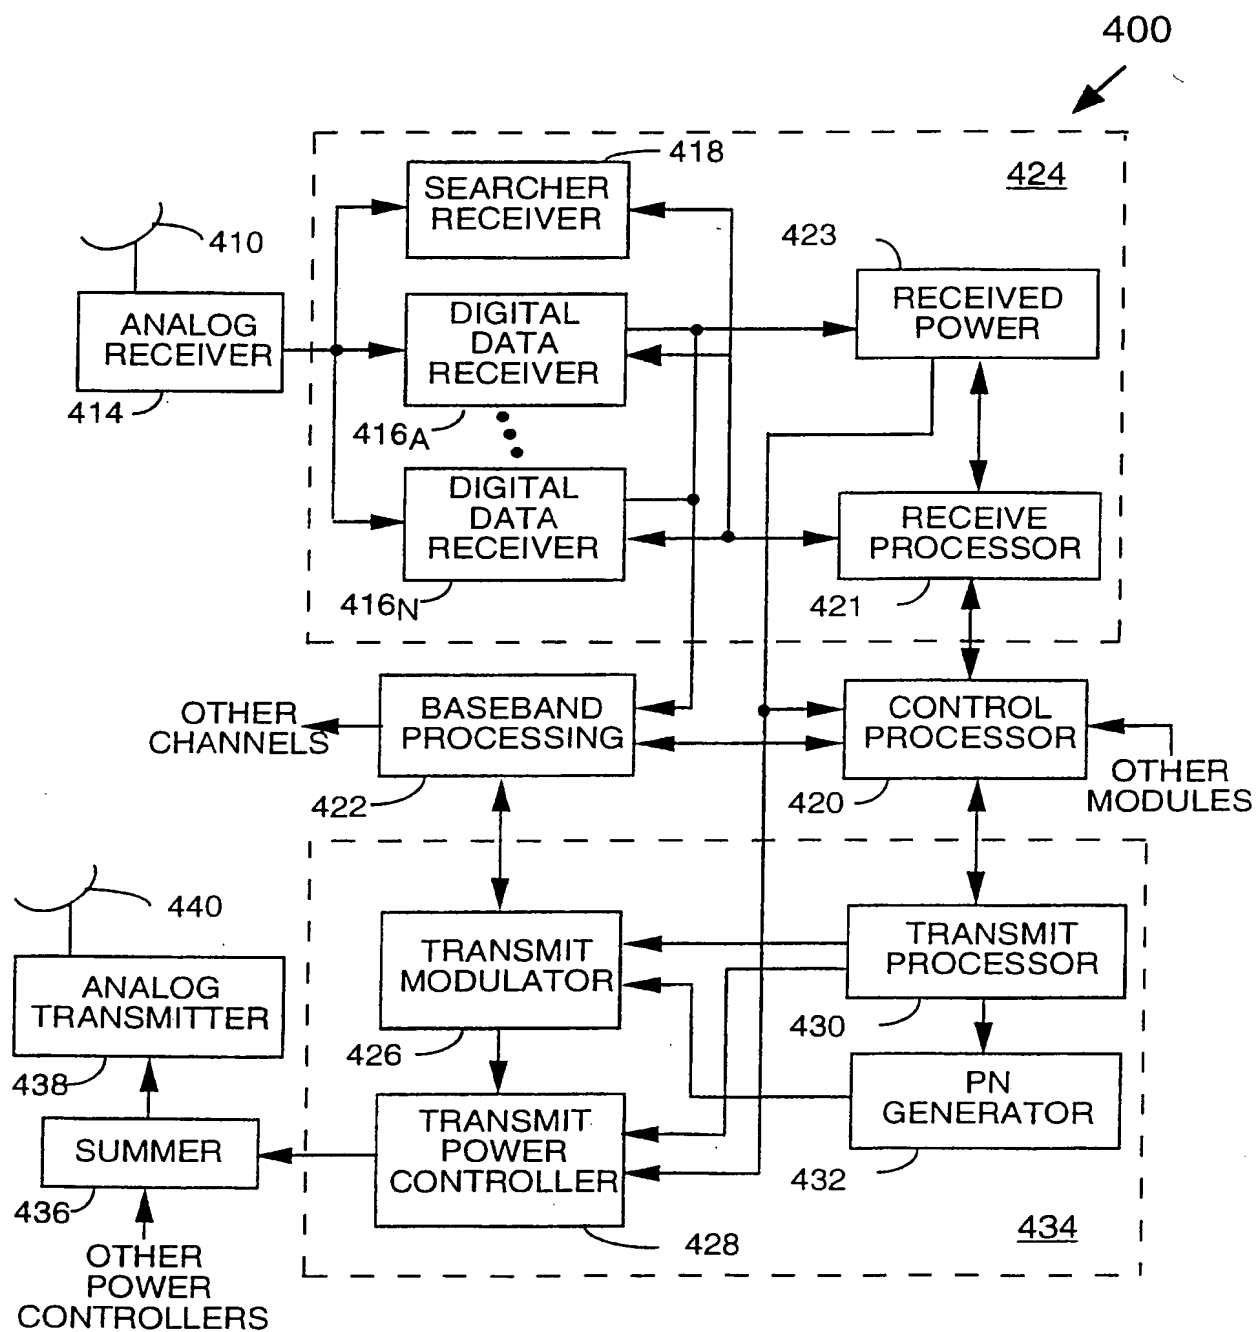 400
418
SEARCHER
RECEIVER
424
410
423
ANALOG
RECEIVER
DIGITAL
DATA
RECEIVER
RECEIVED
POWER
414
416A
DIGITAL
DATA
RECEIVER
RECEIVE
PROCESSOR
416N
421
OTHER
CHANNELS
BASEBAND
PROCESSING
CONTROL
PROCESSOR
422
420
OTHER
MODULES
440
TRANSMIT
MODULATOR
TRANSMIT
PROCESSOR
ANALOG
TRANSMITTER
426
430
438
TRANSMIT
POWER
CONTROLLER
PN
GENERATOR
SUMMER
432
436
428
434
OTHER
POWER
CONTROLLERS